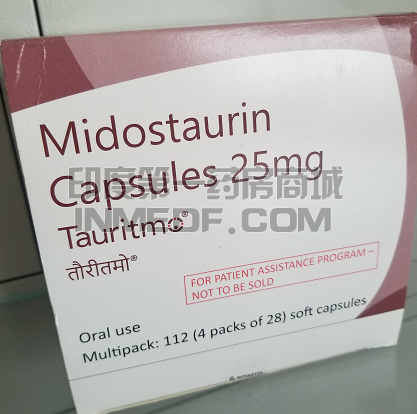 Midostaurin
Capsules 25mg
印度第一药房商城
INMEDF.COM
Tauritmo®
तौरीतमो®
FOR PATIENT ASSISTANCE PROGRAM –
NOT TO BE SOLD
Oral use
Multipack: 112 (4 packs of 28) soft capsules
NOVARTIS